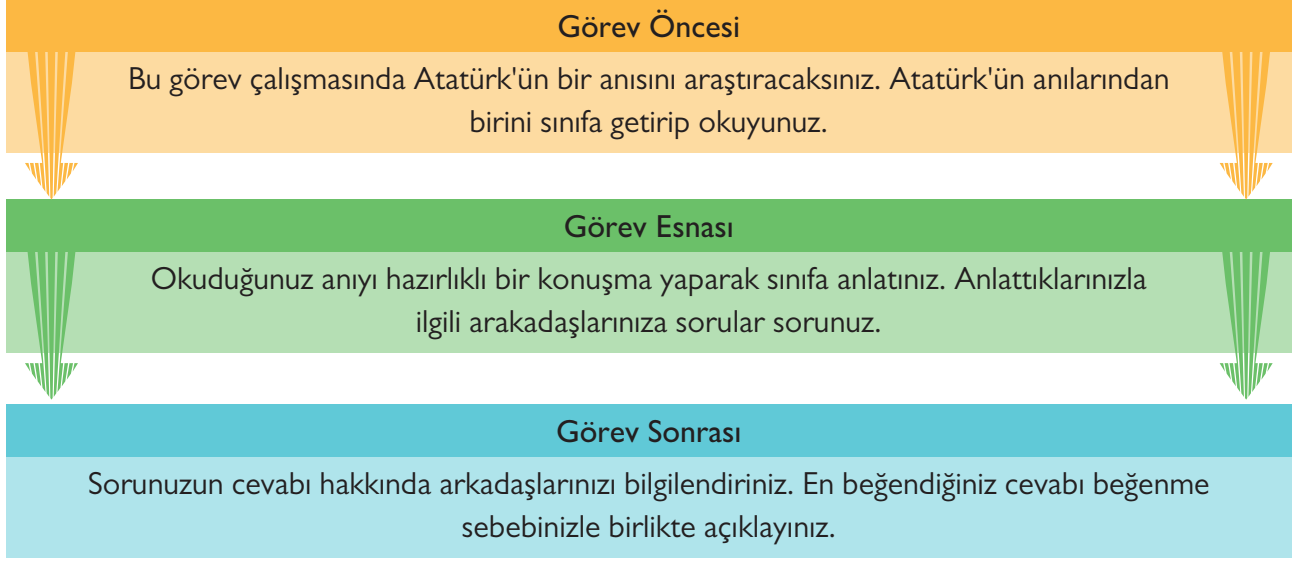 Görev Öncesi
Bu görev çalışmasında Atatürk'ün bir anısını araştıracaksınız. Atatürk'ün anılarından
birini sınıfa getirip okuyunuz.
Görev Esnası
Okuduğunuz anıyı hazırlıklı bir konuşma yaparak sınıfa anlatınız. Anlattıklarınızla
ilgili arakadaşlarınıza sorular sorunuz.
Görev Sonrası
Sorunuzun cevabı hakkında arkadaşlarınızı bilgilendiriniz. En beğendiğiniz cevabı beğenme
sebebinizle birlikte açıklayınız.